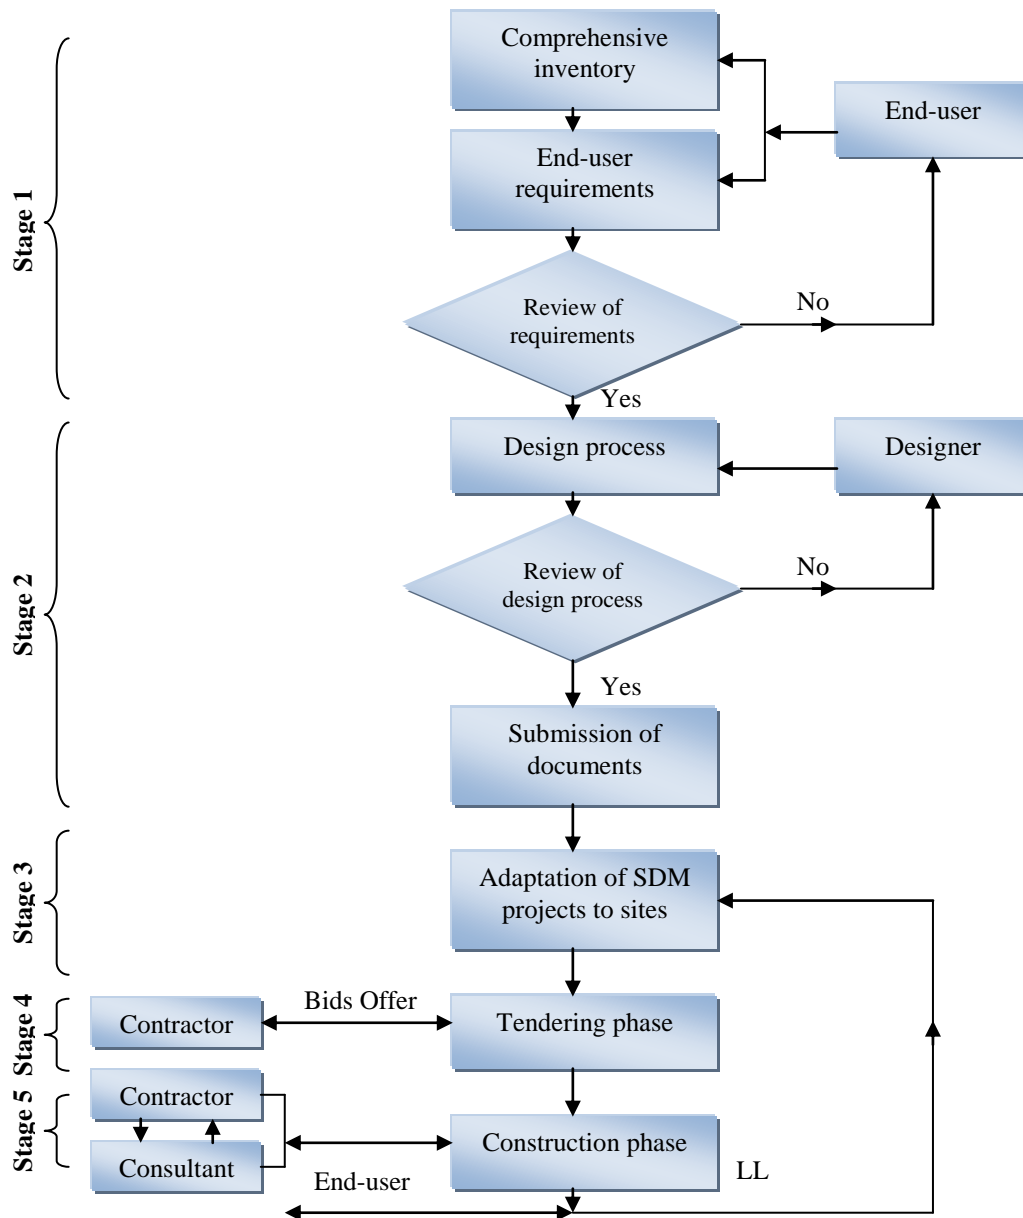 Comprehensive
inventory
End-user
End-user
requirements
Stage 1
Review of
requirements
No
Yes
Design process
Designer
Stage 2
Review of
design process
No
Yes
Submission of
documents
Stage 3
Adaptation of SDM
projects to sites
Stage 4
Bids Offer
Contractor
Tendering phase
Stage 5
Contractor
Consultant
Construction phase
LL
End-user